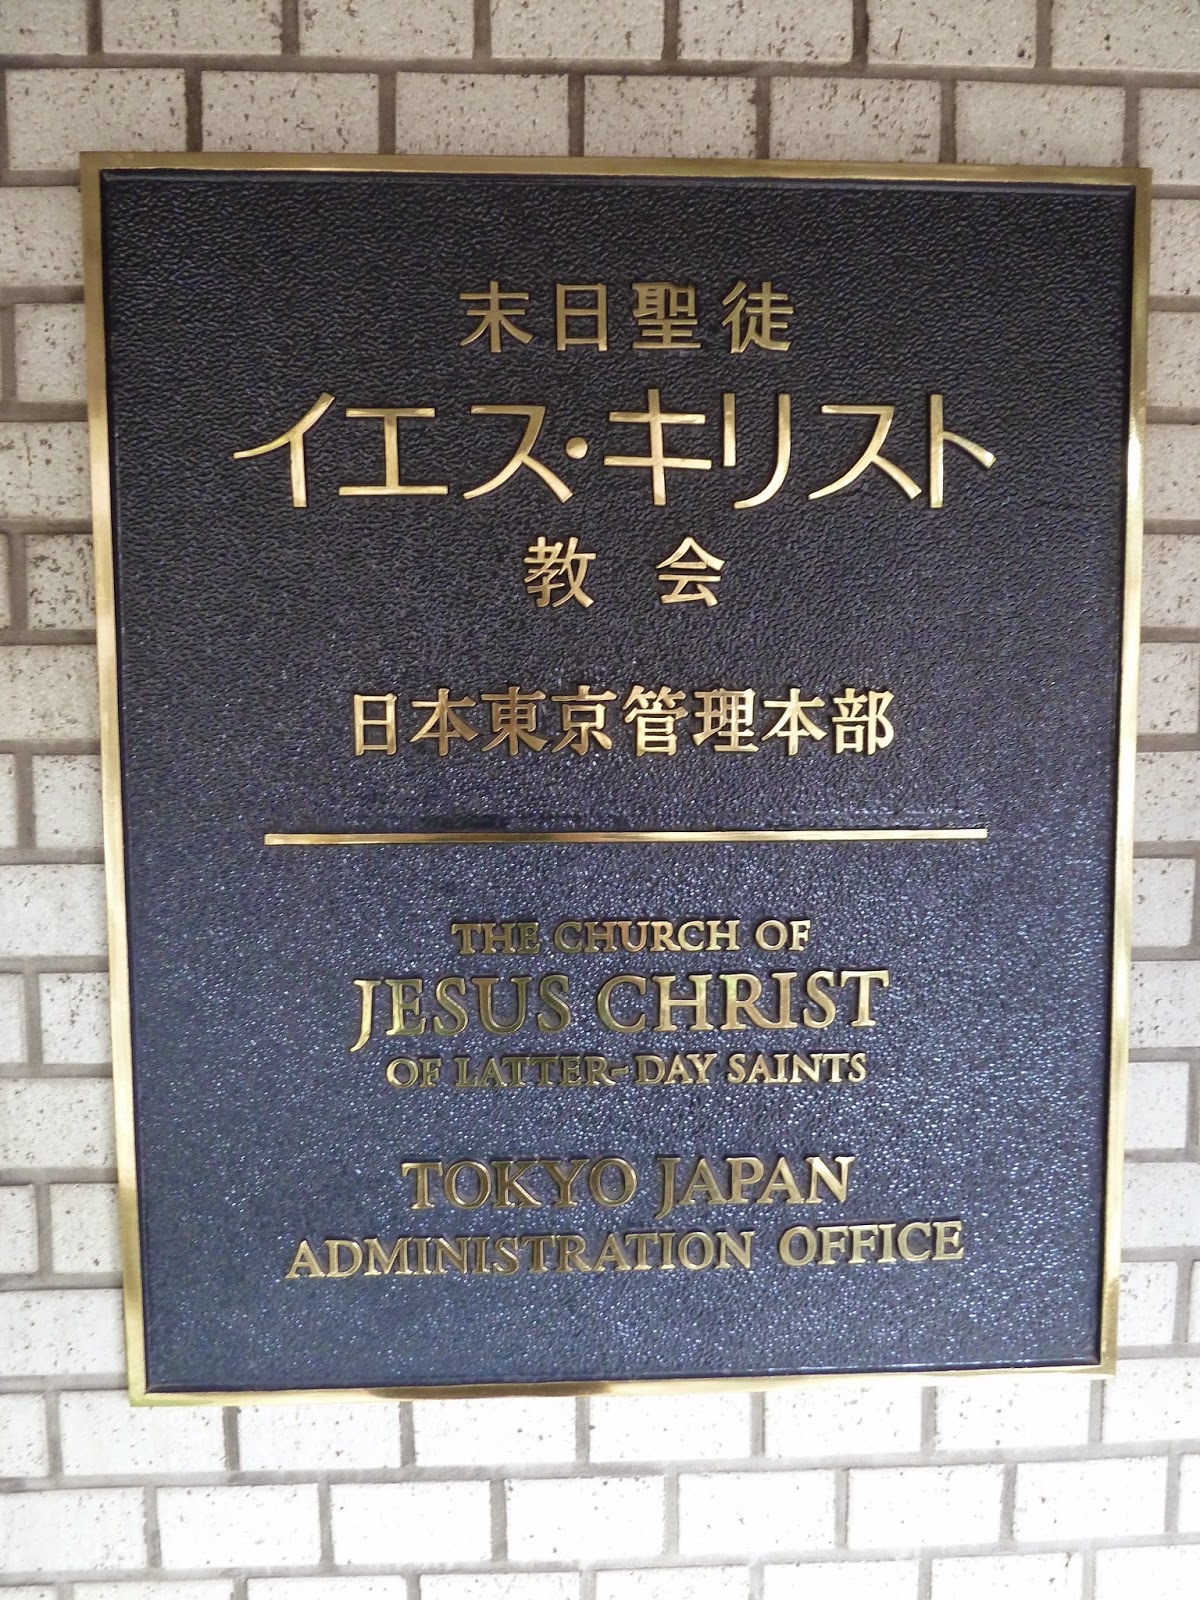 末日聖徒
イエス・キリスト
教会
日本東京管理本部
THE CHURCH OF
JESUS CHRIST
OF LATTER-DAY SAINTS
TOKYO JAPAN
ADMINISTRATION OFFICE